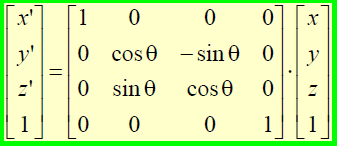 x' 1 0 0 0 x
y' 0 cosθ −sinθ 0 y
z' = 0 sinθ cosθ 0 · z
1 0 0 0 1 1